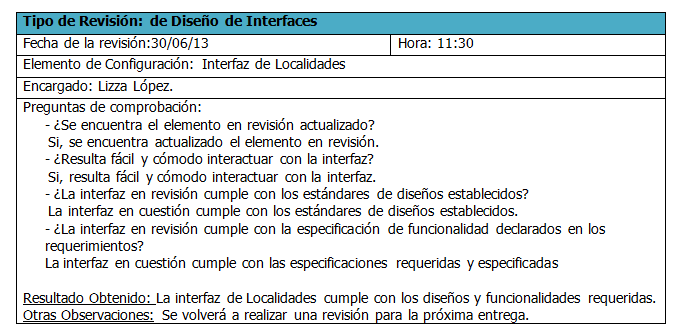 Tipo de Revisión: de Diseño de Interfaces
Fecha de la revisión:30/06/13 Hora: 11:30
Elemento de Configuración: Interfaz de Localidades
Encargado: Lizza López.
Preguntas de comprobación:
- ¿Se encuentra el elemento en revisión actualizado?
Si, se encuentra actualizado el elemento en revisión.
- ¿Resulta fácil y cómodo interactuar con la interfaz?
Si, resulta fácil y cómodo interactuar con la interfaz.
- ¿La interfaz en revisión cumple con los estándares de diseños establecidos?
La interfaz en cuestión cumple con los estándares de diseños establecidos.
- ¿La interfaz en revisión cumple con la especificación de funcionalidad declarados en los
requerimientos?
La interfaz en cuestión cumple con las especificaciones requeridas y especificadas
Resultado Obtenido: La interfaz de Localidades cumple con los diseños y funcionalidades requeridas.
Otras Observaciones: Se volverá a realizar una revisión para la próxima entrega.